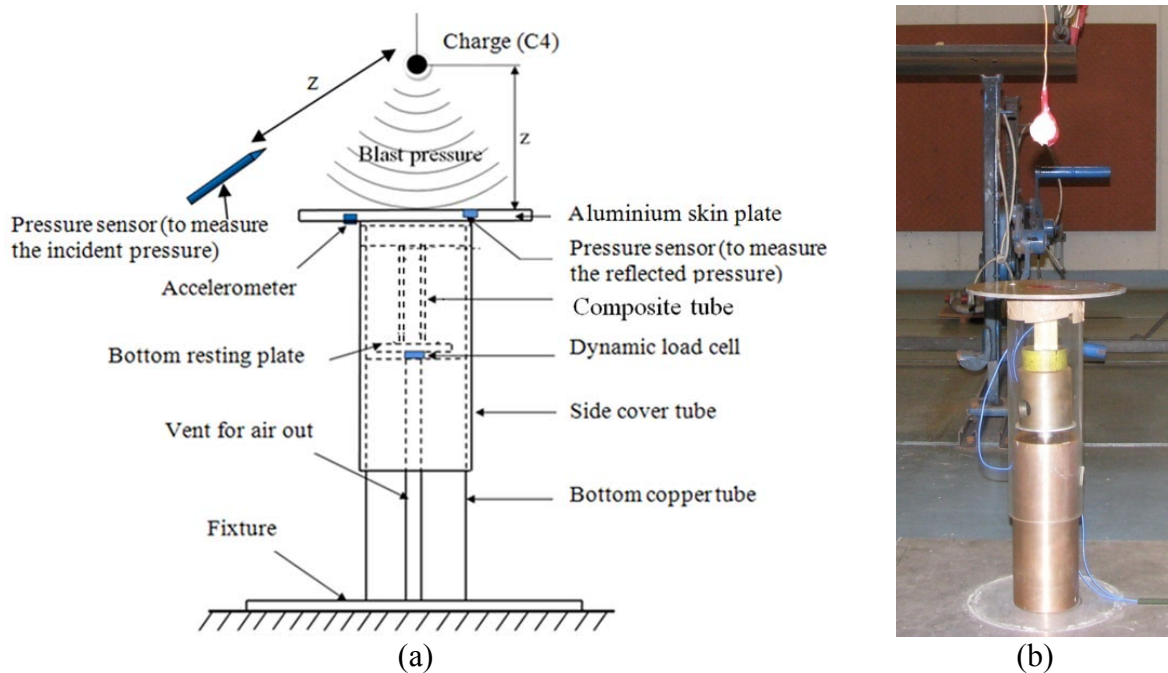 Charge (C4)
Z
z
Blast pressure
Pressure sensor (to measure
the incident pressure)
Aluminium skin plate
Pressure sensor (to measure
the reflected pressure)
Accelerometer
Composite tube
Bottom resting plate
Dynamic load cell
Side cover tube
Vent for air out
Bottom copper tube
Fixture
(a)
(b)